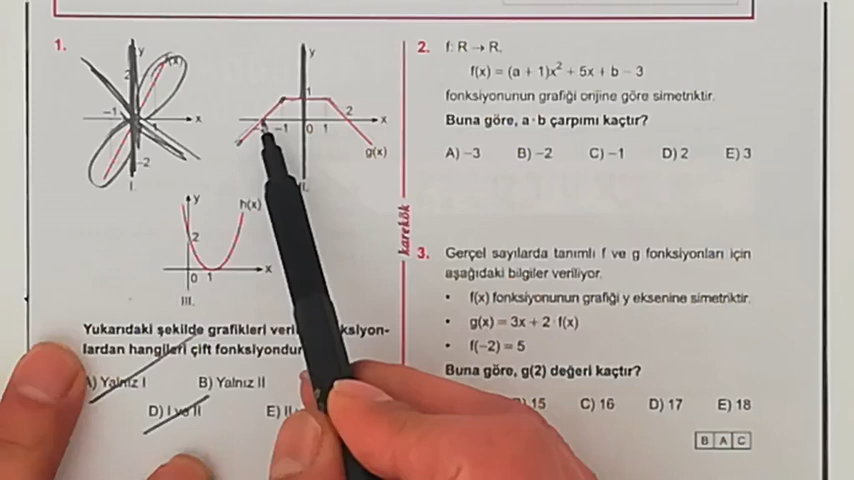 1.
y
f(x)
2
-1
x
1
-2
I.
y
1
2
-1
0
1
x
g(x)
y
h(x)
2
0
1
x
III.
Yukarıdaki şekilde grafikleri
lardan hangileri çift fonksiyondur
A) Yalnız I
B) Yalnız II
D) I ve II
E)
karekök
2.
f: R → R,
f(x) = (a + 1)x² + 5x + b - 3
fonksiyonunun grafiği orijine göre simetriktir.
Buna göre, a · b çarpımı kaçtır?
A) -3 B) -2 C) -1 D) 2 E) 3
3.
Gerçel sayılarda tanımlı f ve g fonksiyonları için
aşağıdaki bilgiler veriliyor.
• f(x) fonksiyonunun grafiği y eksenine simetriktir.
• g(x) = 3x + 2 · f(x)
• f(-2) = 5
Buna göre, g(2) değeri kaçtır?
15 C) 16 D) 17 E) 18
B A C